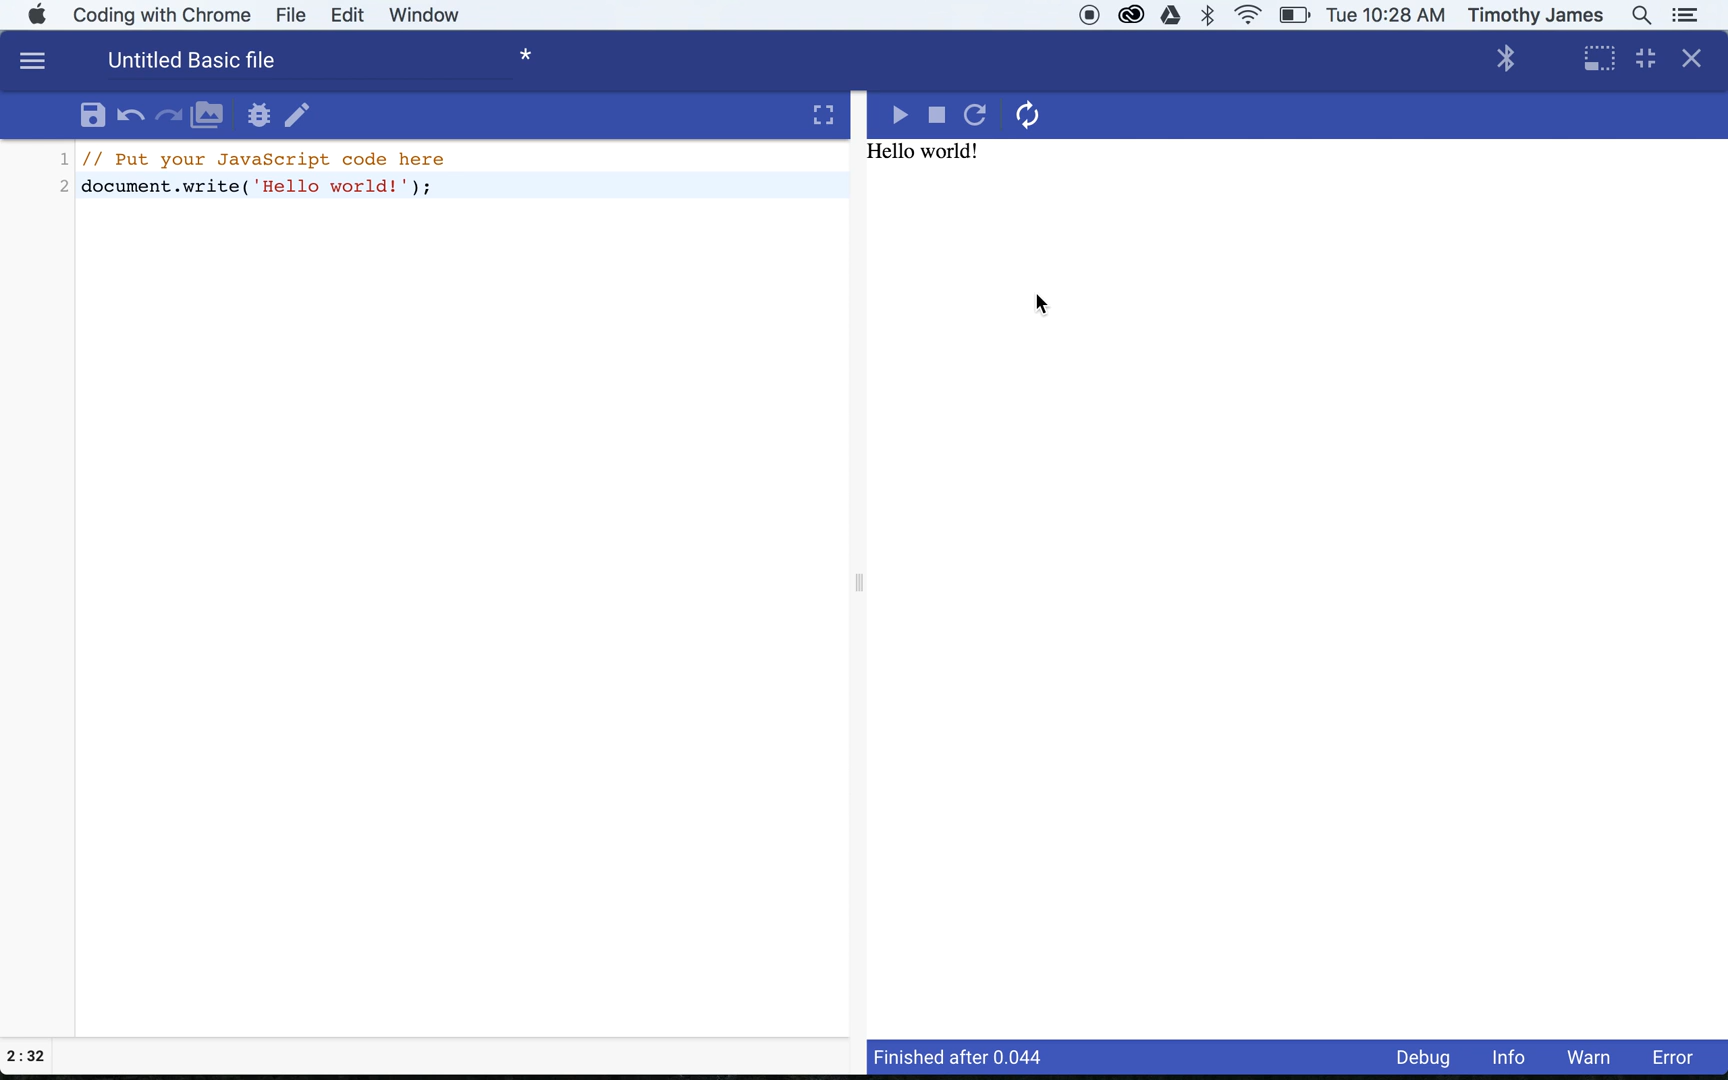 Coding with Chrome File Edit Window Tue 10:28 AM Timothy James
Untitled Basic file *
1 // Put your JavaScript code here
2 document.write('Hello world!');
Hello world!
2:32
Finished after 0.044 Debug Info Warn Error